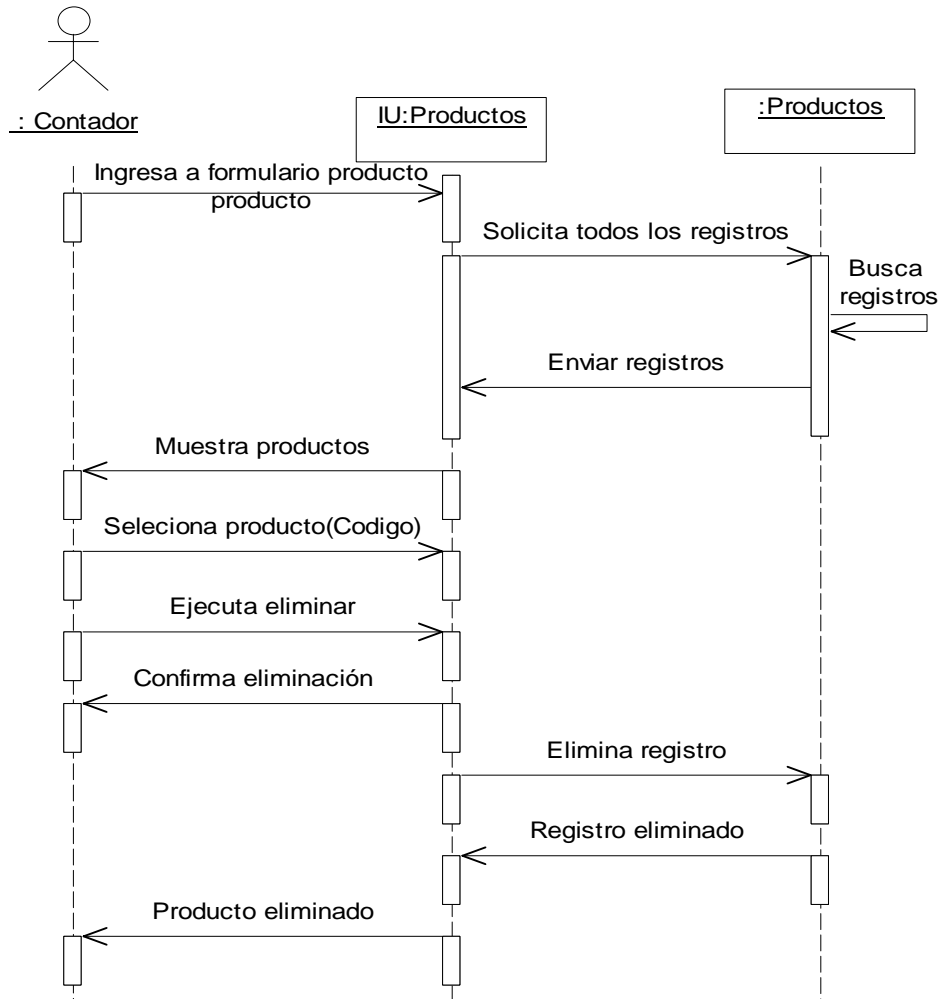 _: Contador
IU:Productos
:Productos
Ingresa a formulario producto
producto
Solicita todos los registros
Busca
registros
Enviar registros
Muestra productos
Seleciona producto(Codigo)
Ejecuta eliminar
Confirma eliminación
Elimina registro
Registro eliminado
Producto eliminado